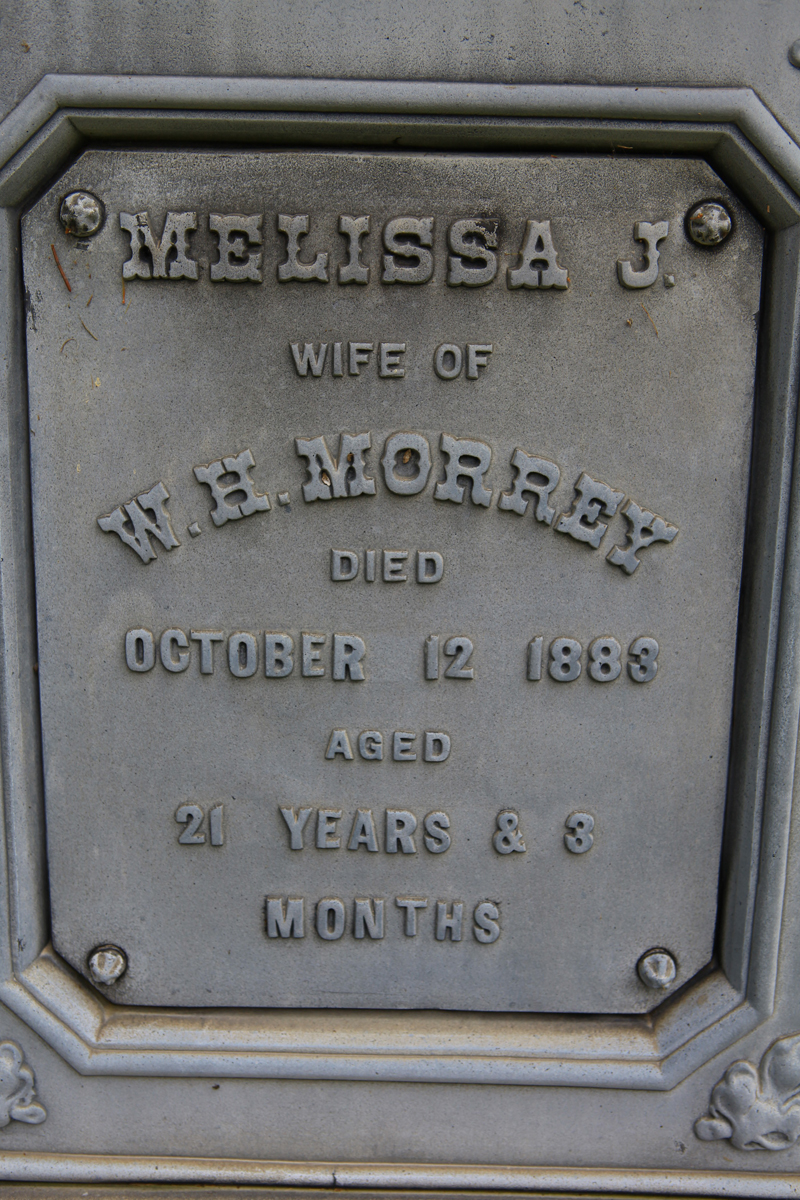 MELISSA J.
WIFE OF
W. H. MORREY
DIED
OCTOBER 12 1883
AGED
21 YEARS & 3
MONTHS